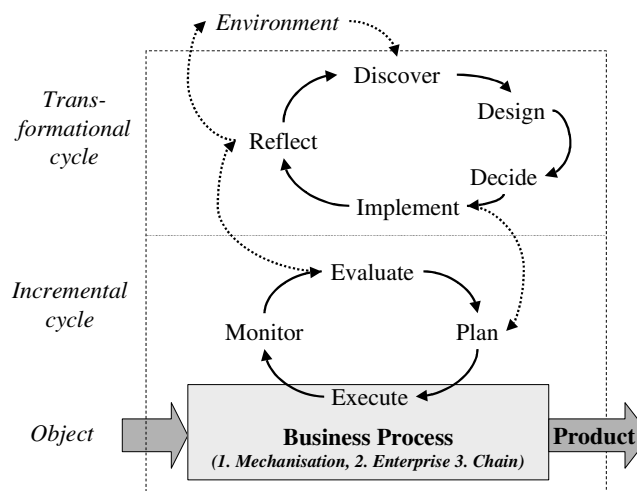 Environment
Trans-
formational
cycle
Discover
Design
Reflect
Decide
Implement
Incremental
cycle
Evaluate
Monitor
Plan
Execute
Object
Business Process
(1. Mechanisation, 2. Enterprise 3. Chain)
Product